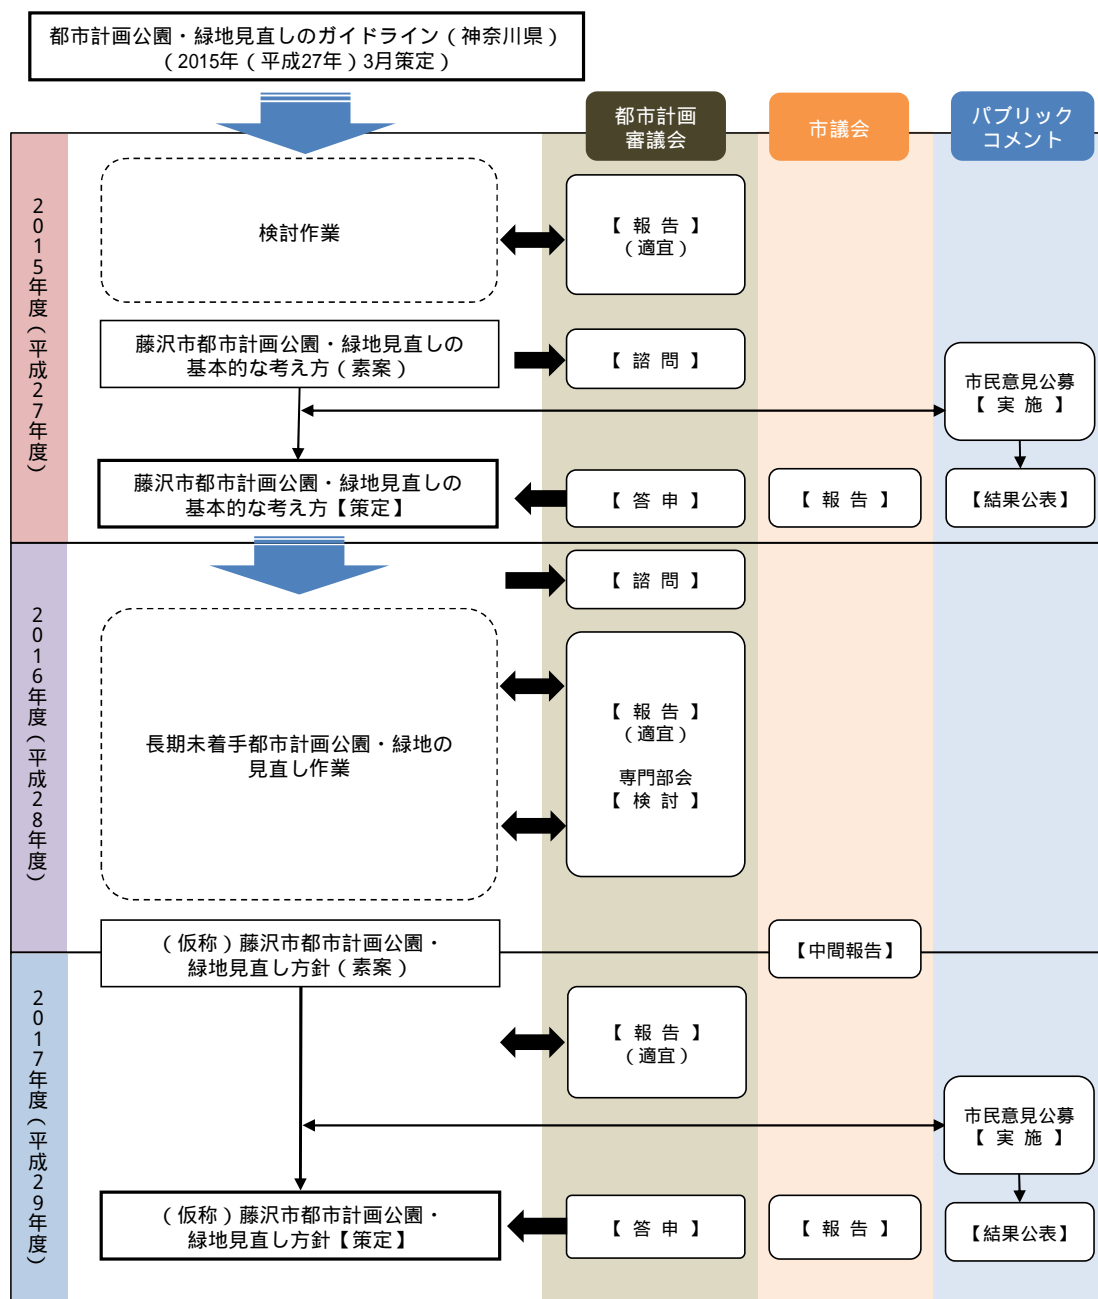 都市計画公園・緑地見直しのガイドライン（神奈川県）
（2015年（平成27年）3月策定）
都市計画
審議会
市議会
パブリック
コメント
2015年度（平成27年度）
検討作業
【 報 告 】
（適宜）
藤沢市都市計画公園・緑地見直しの
基本的な考え方（素案）
【 諮 問 】
市民意見公募
【 実 施 】
藤沢市都市計画公園・緑地見直しの
基本的な考え方【策定】
【 答 申 】
【 報 告 】
【結果公表】
2016年度（平成28年度）
【 諮 問 】
長期未着手都市計画公園・緑地の
見直し作業
【 報 告 】
（適宜）
専門部会
【 検 討 】
（仮称）藤沢市都市計画公園・
緑地見直し方針（素案）
【中間報告】
2017年度（平成29年度）
【 報 告 】
（適宜）
市民意見公募
【 実 施 】
（仮称）藤沢市都市計画公園・
緑地見直し方針【策定】
【 答 申 】
【 報 告 】
【結果公表】